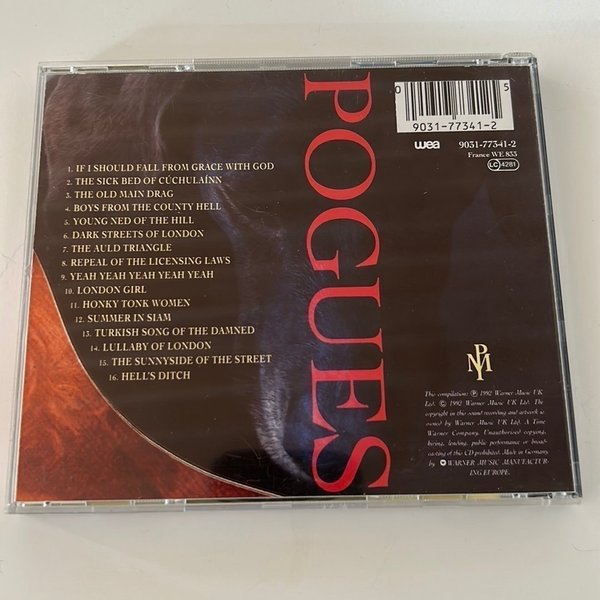 POGUES
1. IF I SHOULD FALL FROM GRACE WITH GOD
2. THE SICK BED OF CÚCHULAÍNN
3. THE OLD MAIN DRAG
4. BOYS FROM THE COUNTY HELL
5. YOUNG NED OF THE HILL
6. DARK STREETS OF LONDON
7. THE AULD TRIANGLE
8. REPEAL OF THE LICENSING LAWS
9. YEAH YEAH YEAH YEAH YEAH
10. LONDON GIRL
11. HONKY TONK WOMEN
12. SUMMER IN SIAM
13. TURKISH SONG OF THE DAMNED
14. LULLABY OF LONDON
15. THE SUNNYSIDE OF THE STREET
16. HELL'S DITCH
0 5
9031-77341-2
wea 9031-77341-2
France WE 833
LC 4281
PM
This compilation: ℗ 1992 Warner Music UK
Ltd. © 1992 Warner Music UK Ltd. The
copyright in this sound recording and artwork is
owned by Warner Music UK Ltd. A Time
Warner Company. Unauthorised copying,
hiring, lending, public performance or broad-
casting of this CD prohibited. Made in Germany
by WARNER MUSIC MANUFACTUR-
ING EUROPE.